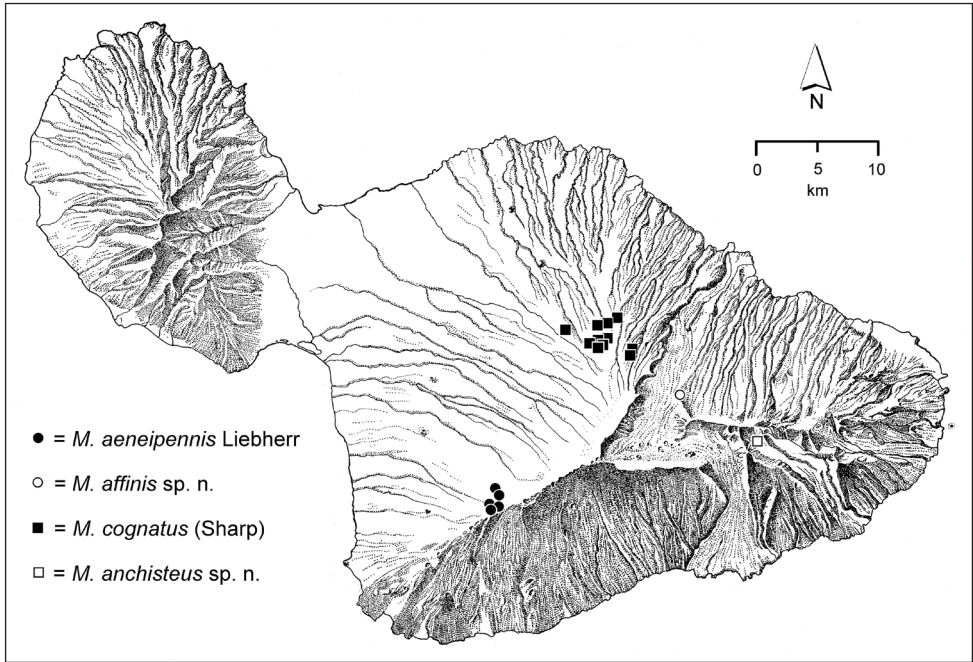 N
0 5 10
km
● = M. aeneipennis Liebherr
○ = M. affinis sp. n.
■ = M. cognatus (Sharp)
□ = M. anchisteus sp. n.